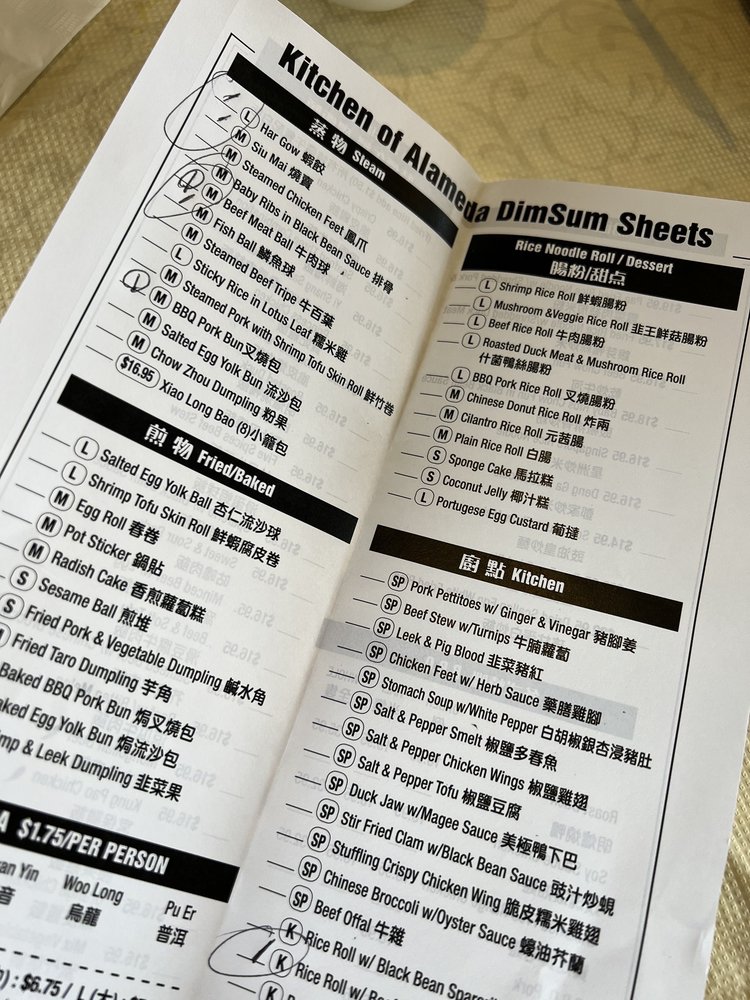 Kitchen of Alameda DimSum Sheets
蒸物 Steam
L Har Gow 蝦餃
M Siu Mai 燒賣
M Steamed Chicken Feet 鳳爪
M Baby Ribs in Black Bean Sauce 排骨
M Beef Meat Ball 牛肉球
M Fish Ball 鯪魚球
M Steamed Beef Tripe 牛百葉
L Sticky Rice in Lotus Leaf 糯米雞
M Steamed Pork with Shrimp Tofu Skin Roll 鮮竹卷
M BBQ Pork Bun 叉燒包
M Salted Egg Yolk Bun 流沙包
M Chow Zhou Dumpling 粉果
$16.95 Xiao Long Bao (8) 小籠包
煎物 Fried/Baked
L Salted Egg Yolk Ball 杏仁流沙球
L Shrimp Tofu Skin Roll 鮮蝦腐皮卷
M Egg Roll 春卷
M Pot Sticker 鍋貼
M Radish Cake 香煎蘿蔔糕
S Sesame Ball 煎堆
S Fried Pork & Vegetable Dumpling 鹹水角
Fried Taro Dumpling 芋角
Baked BBQ Pork Bun 焗叉燒包
aked Egg Yolk Bun 焗流沙包
mp & Leek Dumpling 韭菜果
A $1.75/PER PERSON
an Yin
Woo Long
Pu Er
音
烏龍
普洱
: $6.75 / L
Rice Noodle Roll / Dessert
腸粉/甜点
L Shrimp Rice Roll 鮮蝦腸粉
L Mushroom &Veggie Rice Roll 韭王鮮菇腸粉
L Beef Rice Roll 牛肉腸粉
L Roasted Duck Meat & Mushroom Rice Roll
什菌鴨絲腸粉
L BBQ Pork Rice Roll 叉燒腸粉
M Chinese Donut Rice Roll 炸兩
M Cilantro Rice Roll 元茜腸
M Plain Rice Roll 白腸
S Sponge Cake 馬拉糕
S Coconut Jelly 椰汁糕
L Portugese Egg Custard 葡撻
廚點 Kitchen
SP Pork Pettitoes w/ Ginger & Vinegar 豬腳姜
SP Beef Stew w/Turnips 牛腩蘿蔔
SP Leek & Pig Blood 韭菜豬紅
SP Chicken Feet w/ Herb Sauce 藥膳雞腳
SP Stomach Soup w/White Pepper 白胡椒銀杏浸豬肚
SP Salt & Pepper Smelt 椒鹽多春魚
SP Salt & Pepper Chicken Wings 椒鹽雞翅
SP Salt & Pepper Tofu 椒鹽豆腐
SP Duck Jaw w/Magee Sauce 美極鴨下巴
SP Stir Fried Clam w/Black Bean Sauce 豉汁炒蜆
SP Stuffling Crispy Chicken Wing 脆皮糯米雞翅
SP Chinese Broccoli w/Oyster Sauce 蠔油芥蘭
SP Beef Offal 牛雜
K Rice Roll w/ Black Bean Spare
K Rice Roll w/
K